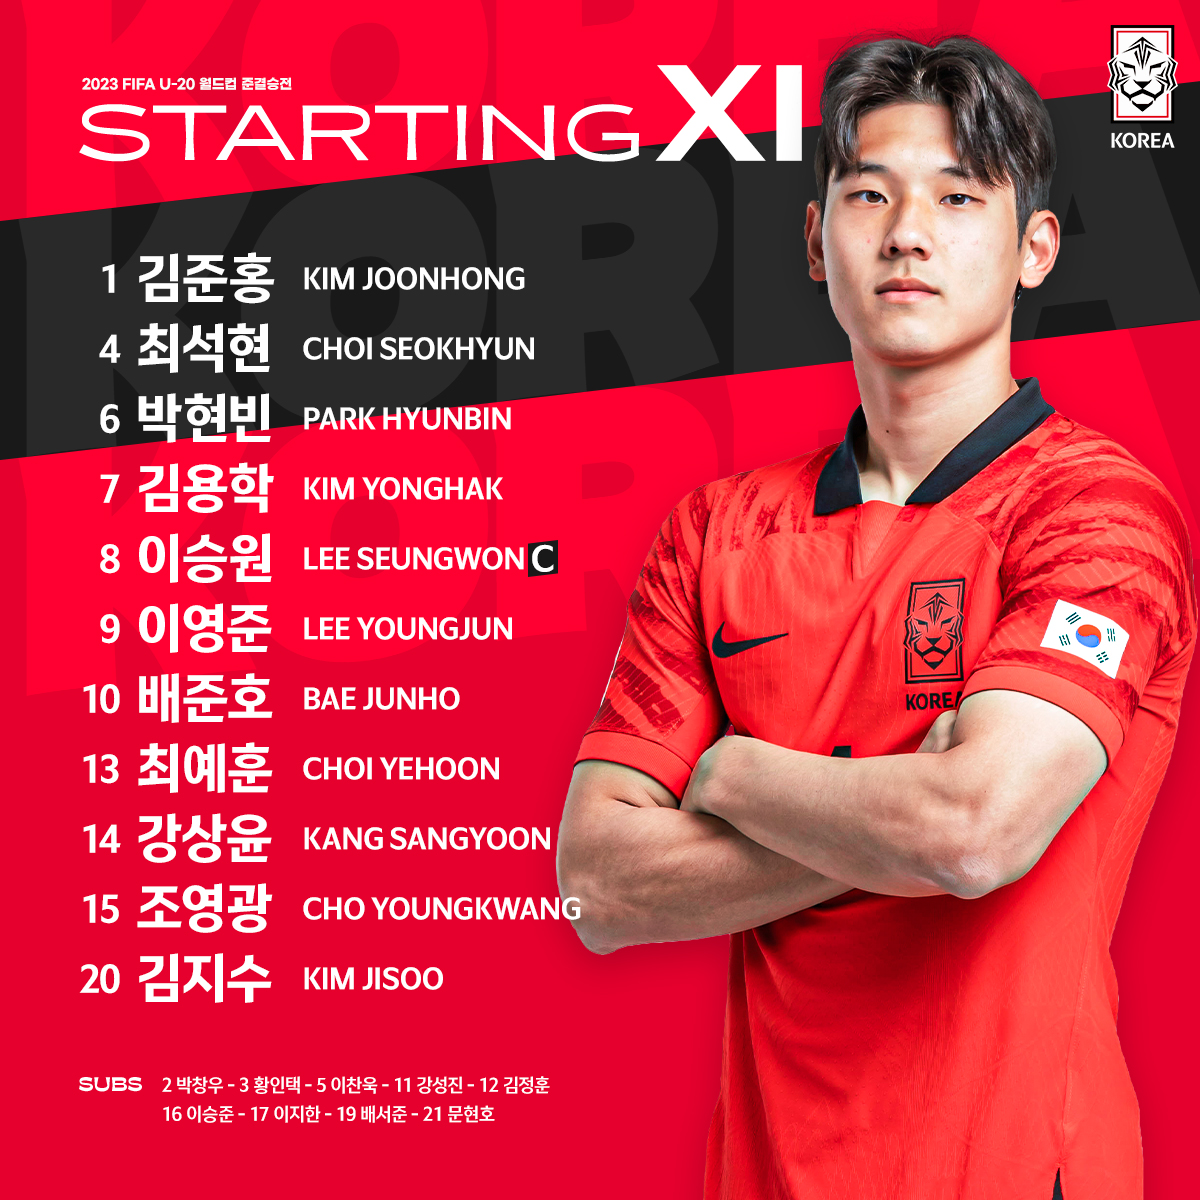 2023 FIFA U-20 월드컵 준결승전
STARTING XI
KOREA
1 김준홍 KIM JOONHONG
4 최석현 CHOI SEOKHYUN
6 박현빈 PARK HYUNBIN
7 김용학 KIM YONGHAK
8 이승원 LEE SEUNGWON C
9 이영준 LEE YOUNGJUN
10 배준호 BAE JUNHO
13 최예훈 CHOI YEHOON
14 강상윤 KANG SANGYOON
15 조영광 CHO YOUNGKWANG
20 김지수 KIM JISOO
KOREA
SUBS 2 박창우 - 3 황인택 - 5 이찬욱 - 11 강성진 - 12 김정훈
16 이승준 - 17 이지한 - 19 배서준 - 21 문현호
KOREA
KOREA
KOREA